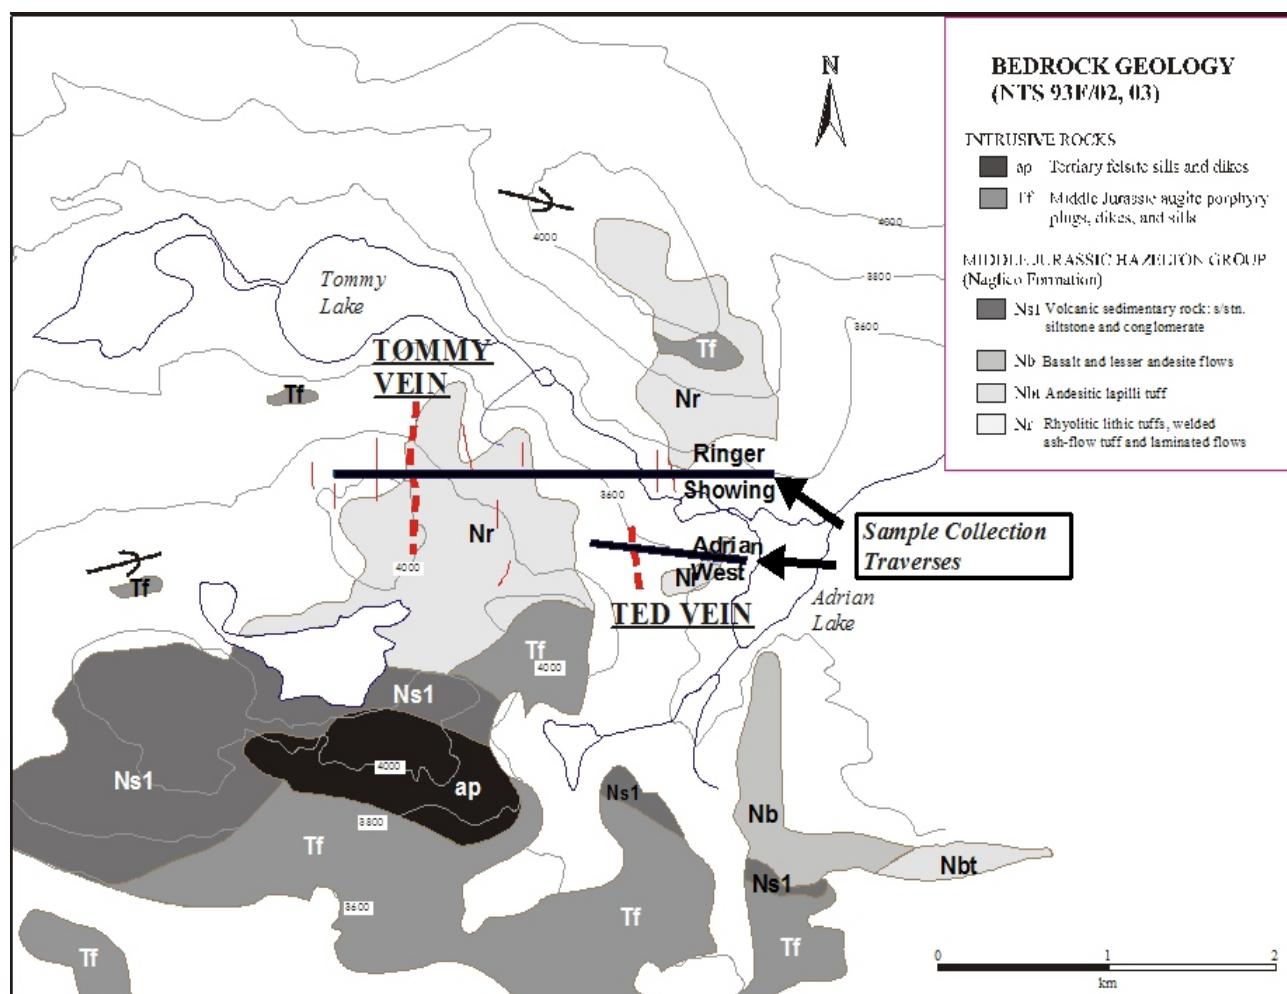 BEDROCK GEOLOGY
(NTS 93F/02, 03)
INTRUSIVE ROCKS
ap Tertiary felsite sills and dikes
Tf Middle Jurassic augite porphyry
plugs, dikes, and sills
MIDDLE JURASSIC HAZELTON GROUP
(Naglico Formation)
Ns1 Volcanic sedimentary rock: s/stn.
siltstone and conglomerate
Nb Basalt and lesser andesite flows
Nbt Andesitic lapilli tuff
Nr Rhyolitic lithic tuffs, welded
ash-flow tuff and laminated flows
N
4000
4000
3800
3600
Tommy
Lake
TOMMY
VEIN
Tf
Tf
Nr
Ringer
Showing
3600
Nr
4000
Sample Collection
Traverses
Adrian
West
Nr
TED VEIN
Adrian
Lake
Tf
Tf
4000
Ns1
Ns1
4000
ap
3800
Tf
3600
Tf
Ns1
Tf
Nb
Nbt
Ns1
Tf
0 1 2
km